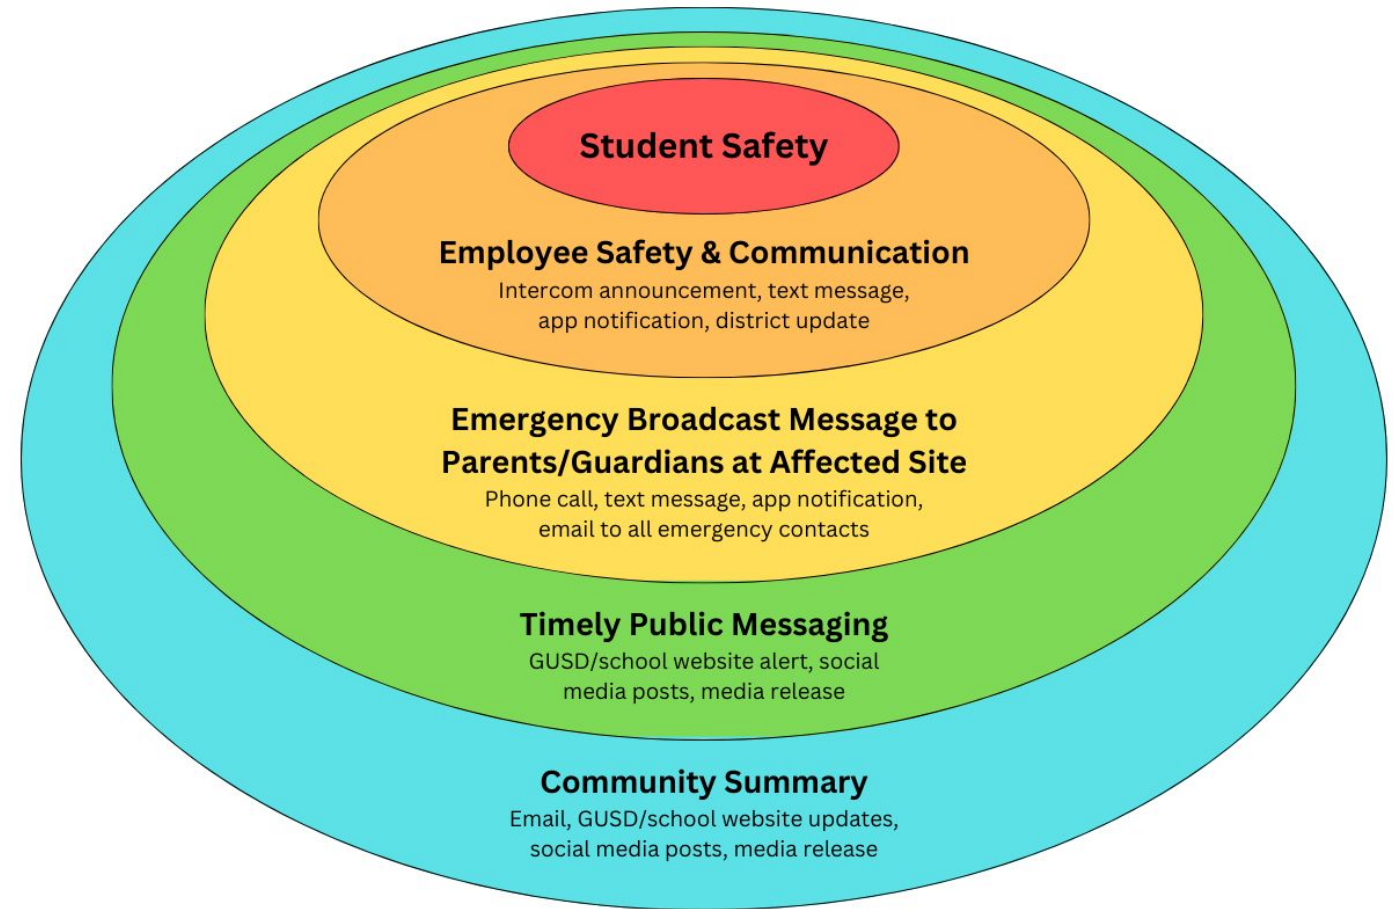 Student Safety
Employee Safety & Communication
Intercom announcement, text message,
app notification, district update
Emergency Broadcast Message to
Parents/Guardians at Affected Site
Phone call, text message, app notification,
email to all emergency contacts
Timely Public Messaging
GUSD/school website alert, social
media posts, media release
Community Summary
Email, GUSD/school website updates,
social media posts, media release